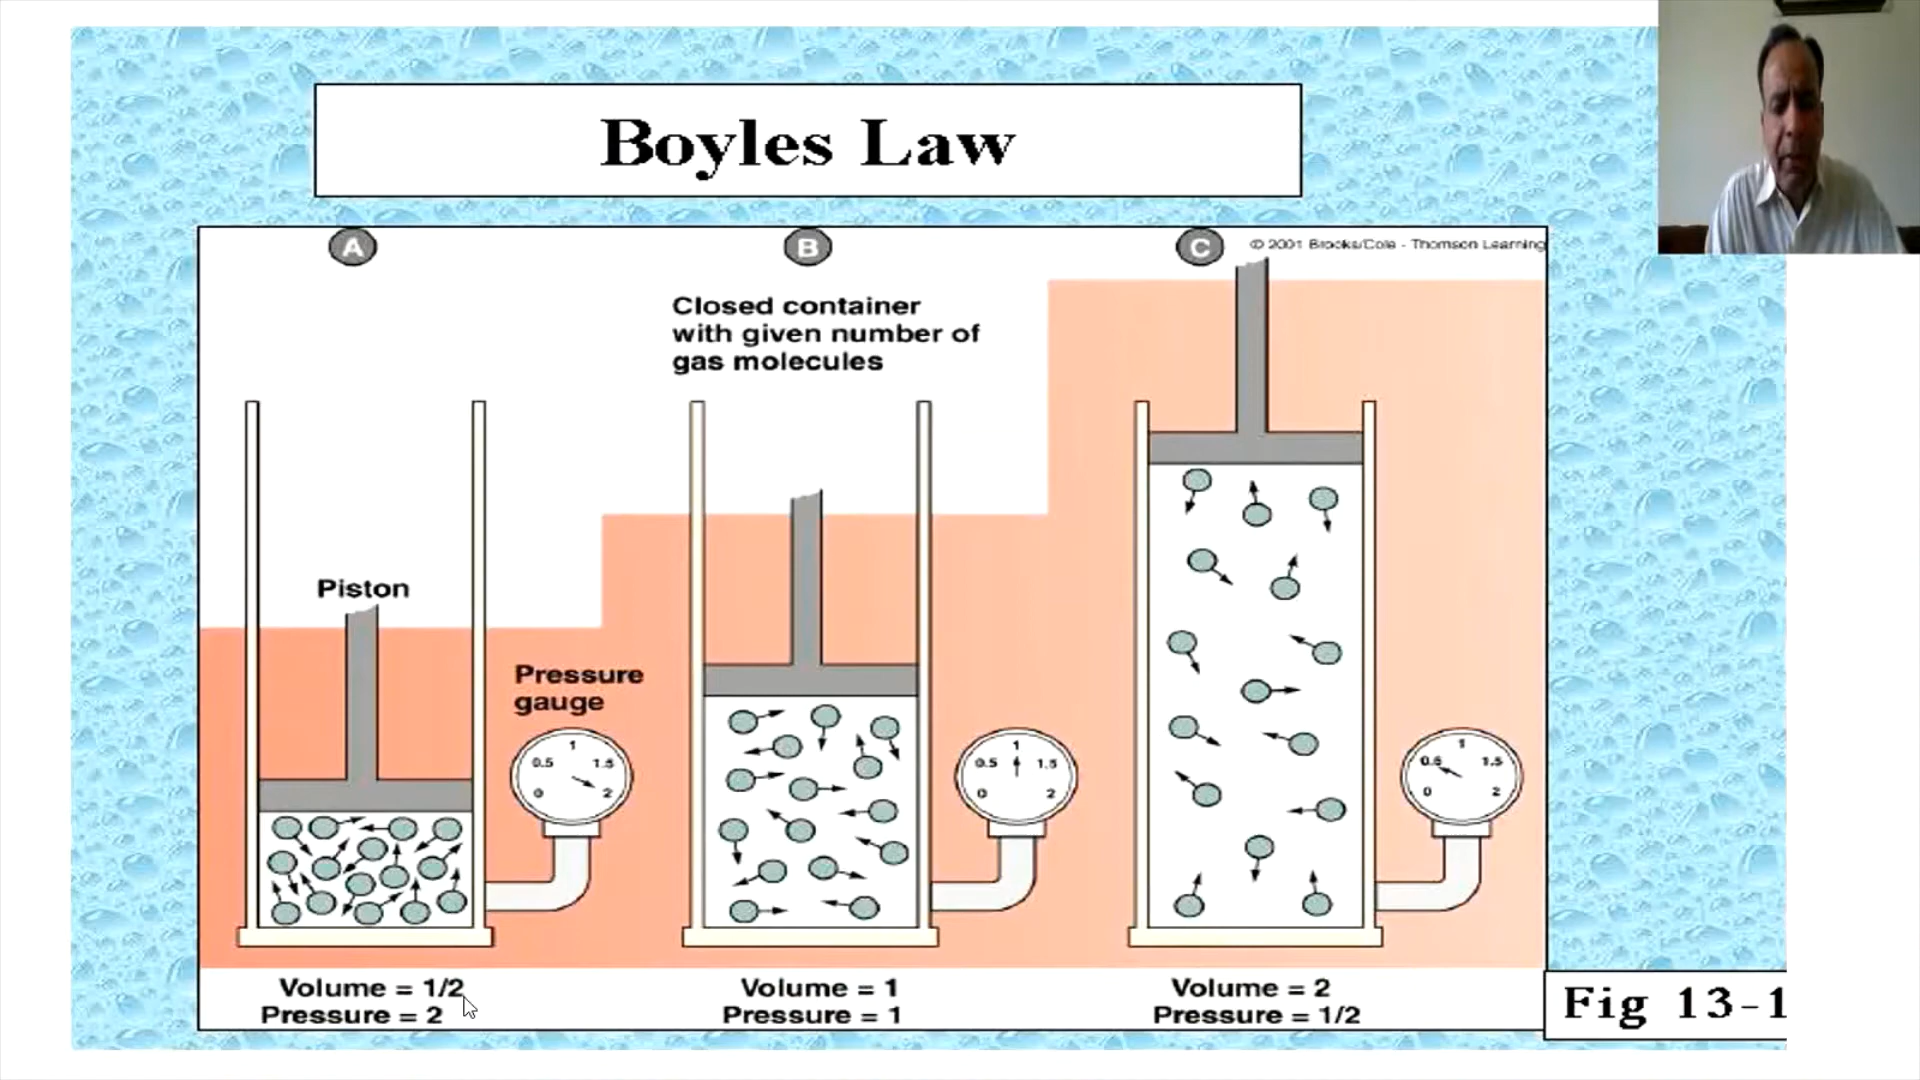 Boyles Law
A
B
C
© 2001 Brooks/Cole - Thomson Learning
Closed container
with given number of
gas molecules
Piston
Pressure
gauge
1
0.5 1.5
0 2
1
0.5 1.5
0 2
1
0.5 1.5
0 2
Volume = 1/2
Pressure = 2
Volume = 1
Pressure = 1
Volume = 2
Pressure = 1/2
Fig 13-1